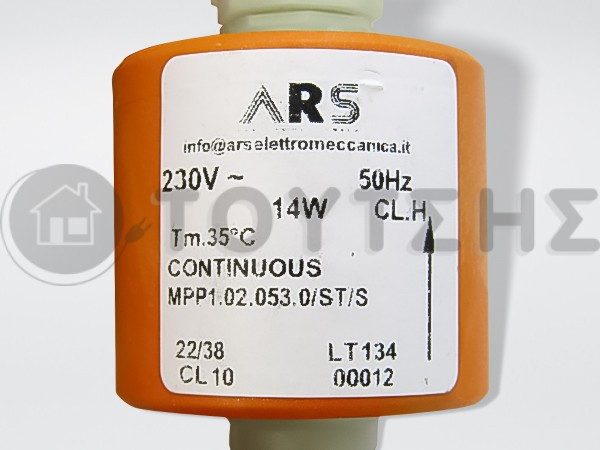 ARS
info@arselettromeccanica.it
230V ~ 50Hz
14W CL.H
ΤΟΥΤΣΗΣ
Tm.35°C
CONTINUOUS
MPP1.02.053.0/ST/S
22/38 LT134
CL10 00012